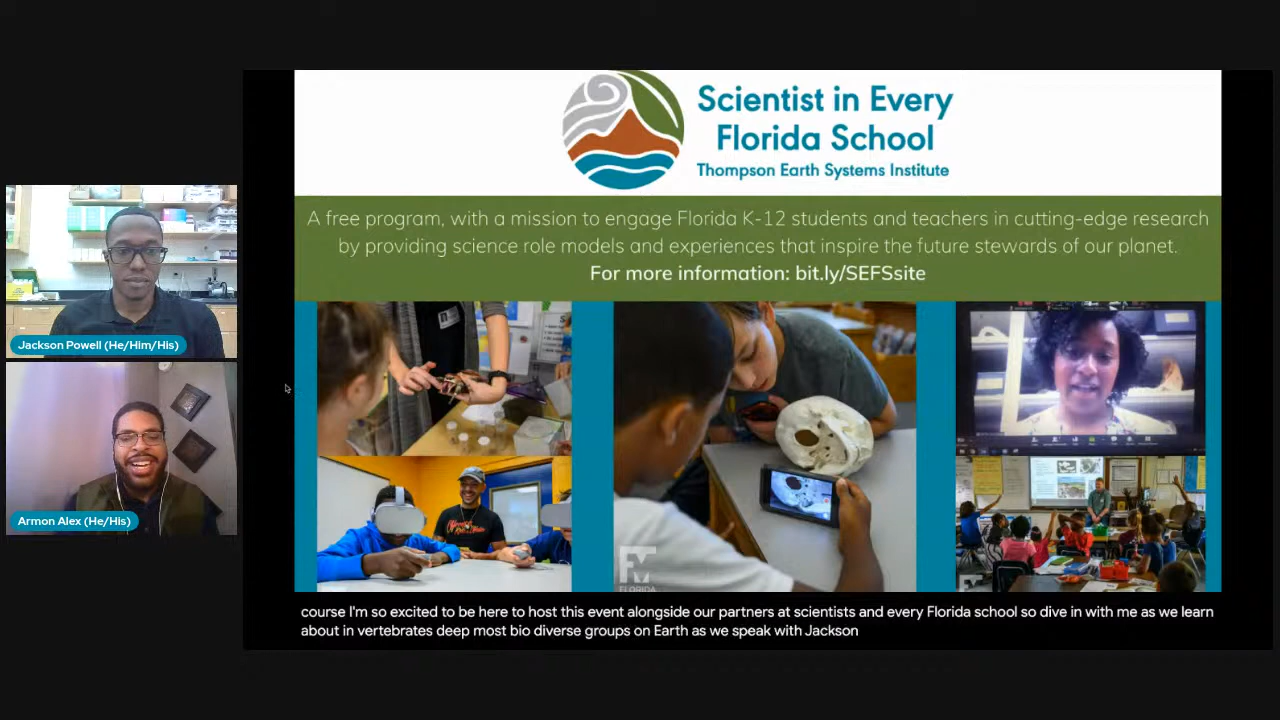 Scientist in Every
Florida School
Thompson Earth Systems Institute
A free program, with a mission to engage Florida K-12 students and teachers in cutting-edge research
by providing science role models and experiences that inspire the future stewards of our planet.
For more information: bit.ly/SEFSsite
Jackson Powell (He/Him/His)
Armon Alex (He/His)
FLORIDA
course I'm so excited to be here to host this event alongside our partners at scientists and every Florida school so dive in with me as we learn
about in vertebrates deep most bio diverse groups on Earth as we speak with Jackson